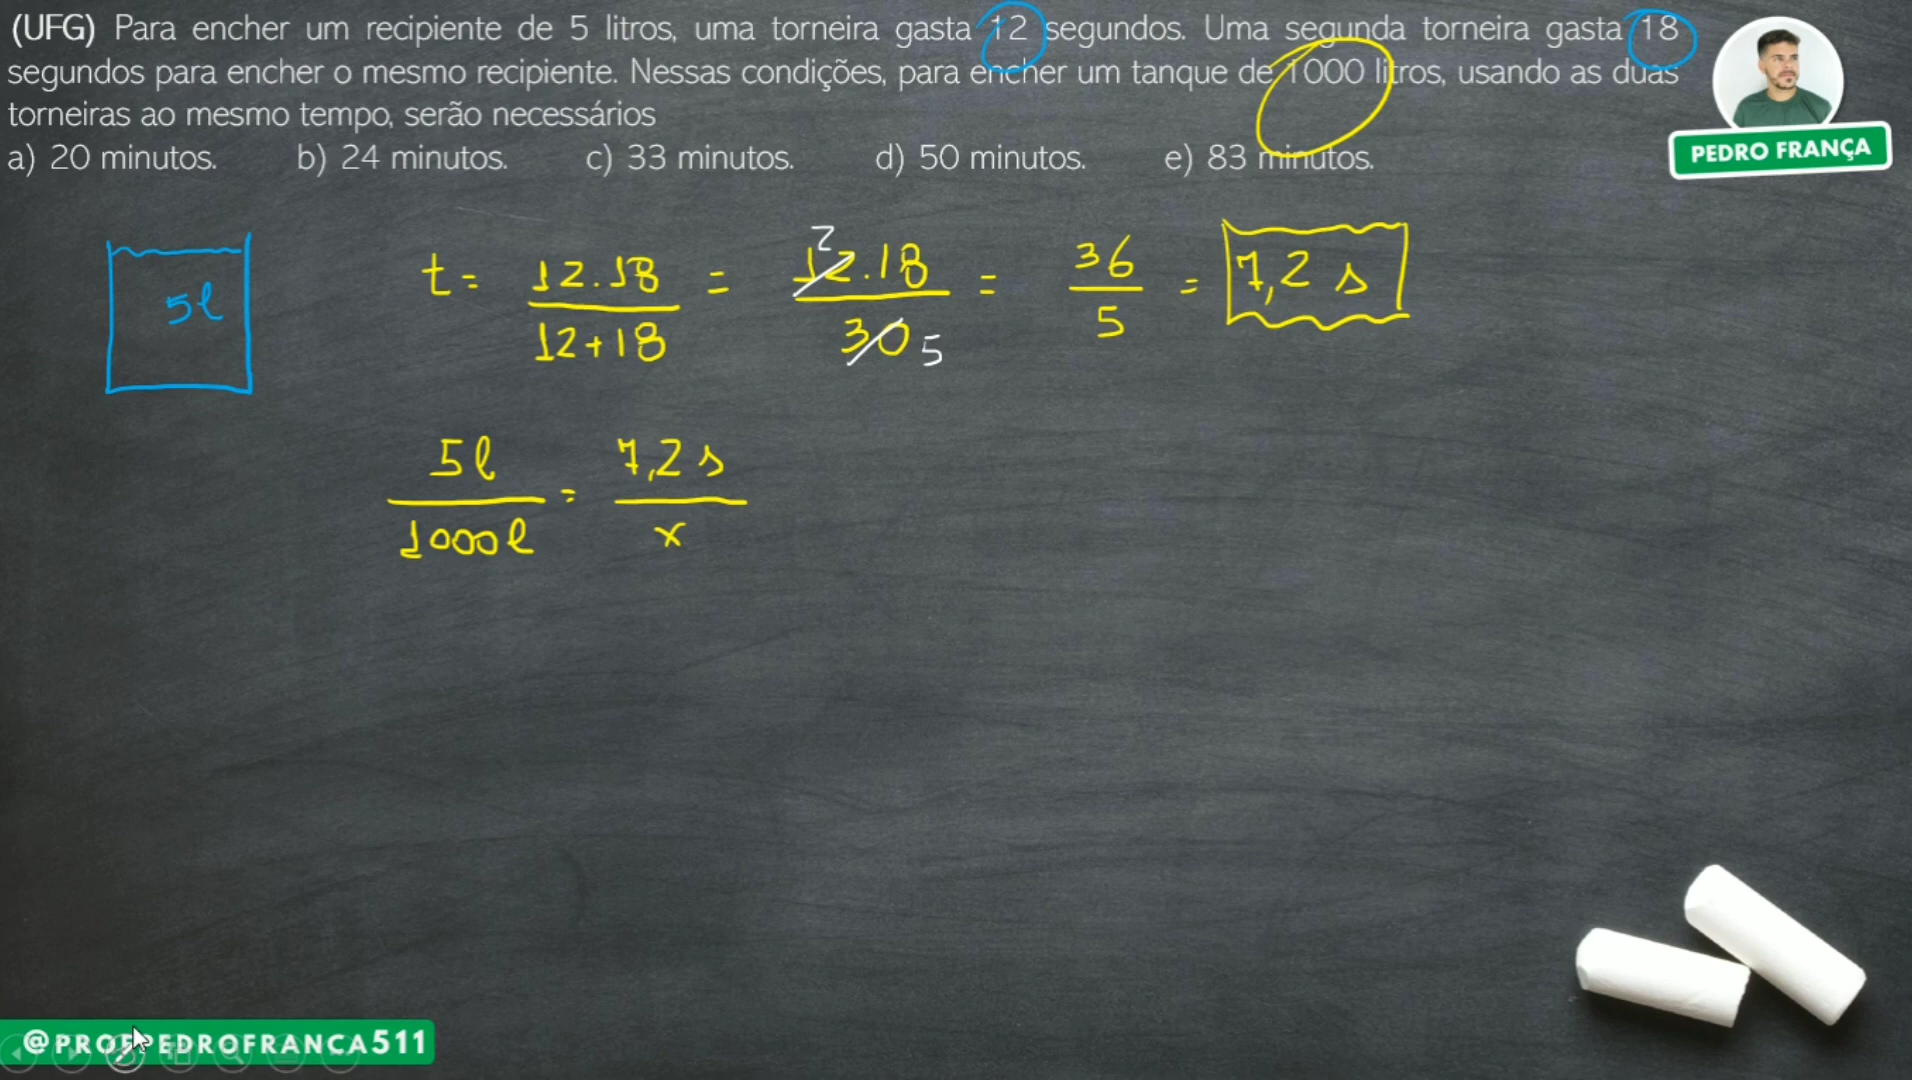 (UFG) Para encher um recipiente de 5 litros, uma torneira gasta 12 segundos. Uma segunda torneira gasta 18
segundos para encher o mesmo recipiente. Nessas condições, para encher um tanque de 1000 litros, usando as duas
torneiras ao mesmo tempo, serão necessários
a) 20 minutos. b) 24 minutos. c) 33 minutos. d) 50 minutos. e) 83 minutos.
PEDRO FRANÇA
5l
t = 12.18 / 12+18 = 12.18 / 30 = 36 / 5 = 7,2 s
2
5
5l / 1000l = 7,2 s / x
@PROFPEDROFRANCA511